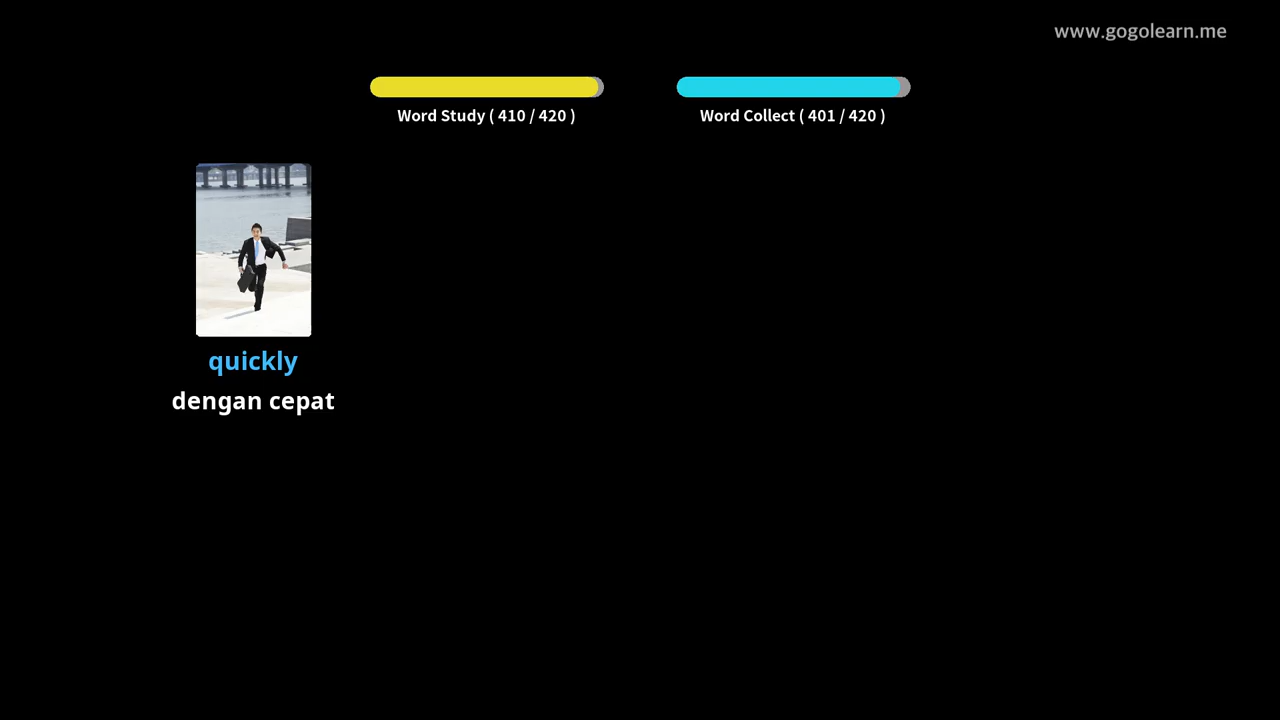 www.gogolearn.me
Word Study ( 410 / 420 )
Word Collect ( 401 / 420 )
quickly
dengan cepat